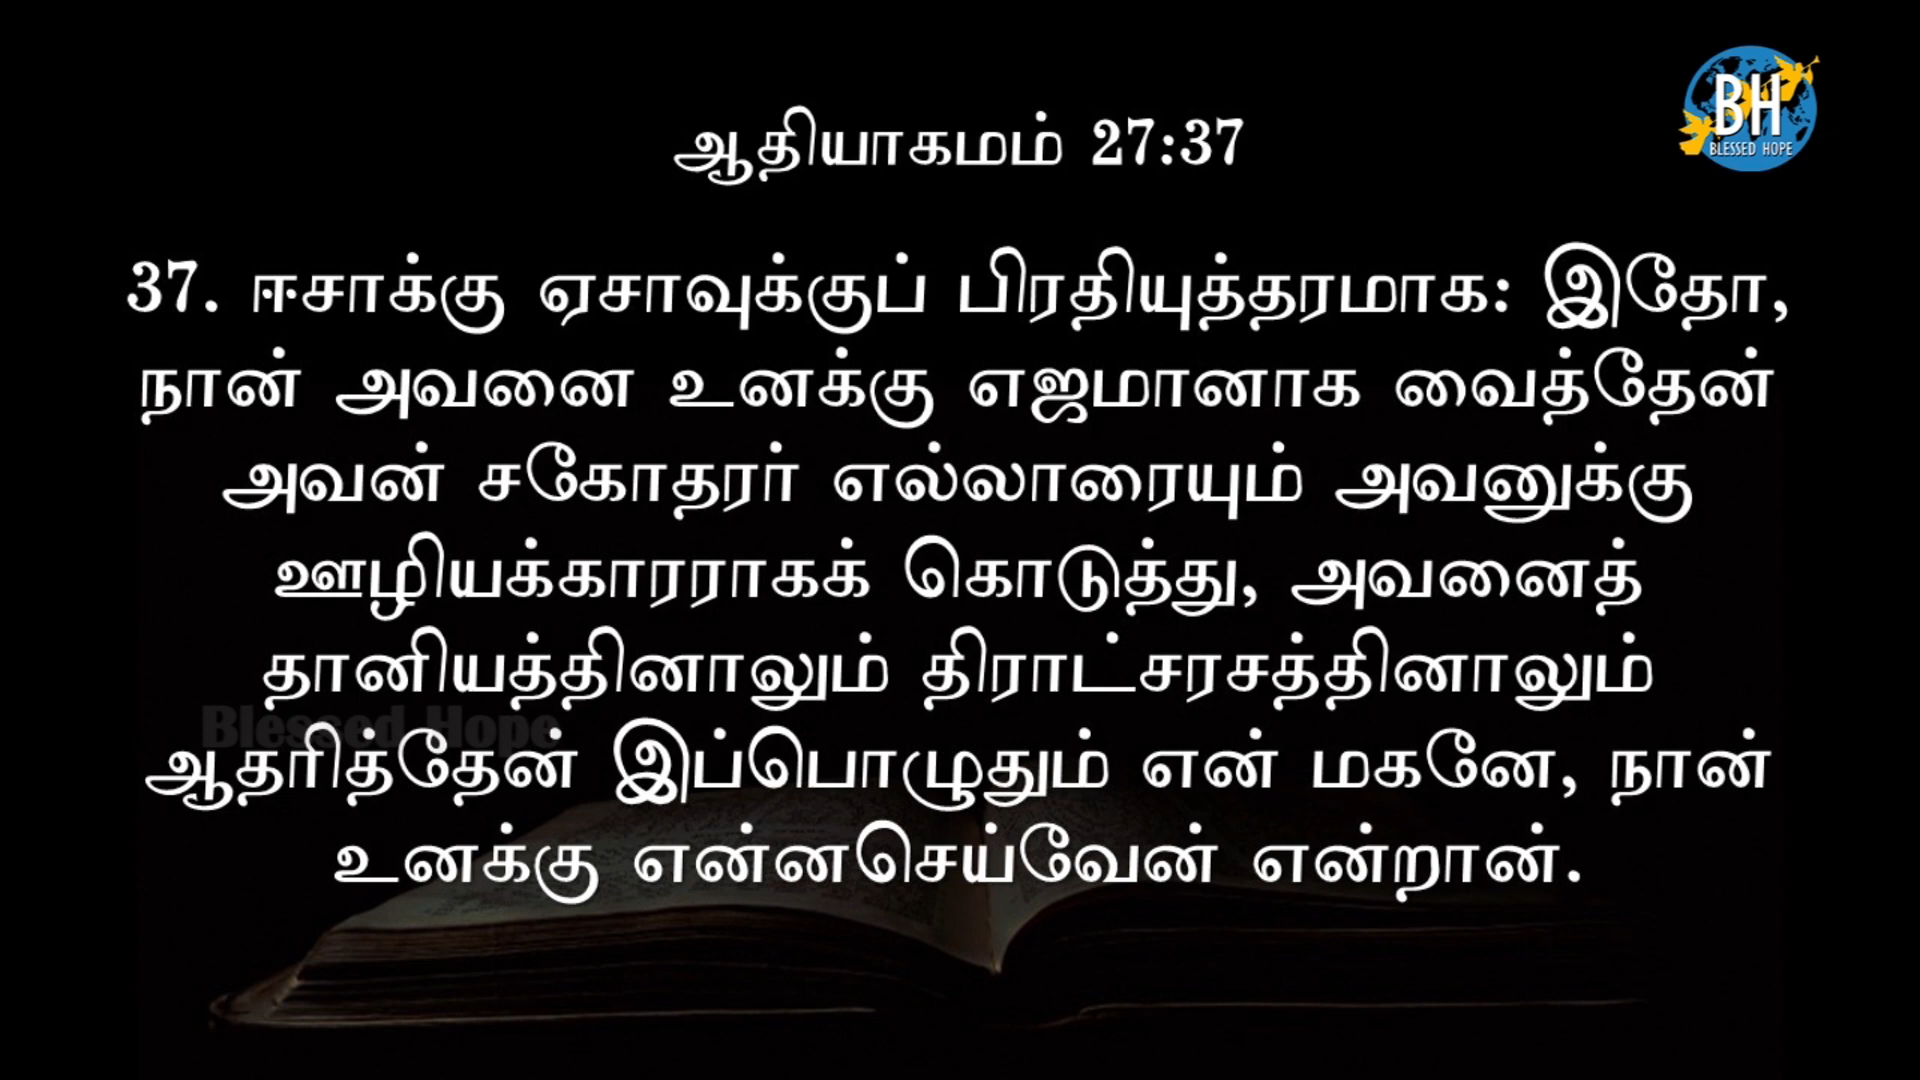 ஆதியாகமம் 27:37
BH
BLESSED HOPE
37. ஈசாக்கு ஏசாவுக்குப் பிரதியுத்தரமாக: இதோ,
நான் அவனை உனக்கு எஜமானாக வைத்தேன்
அவன் சகோதரர் எல்லாரையும் அவனுக்கு
ஊழியக்காரராகக் கொடுத்து, அவனைத்
தானியத்தினாலும் திராட்சரசத்தினாலும்
Blessed Hope
ஆதரித்தேன் இப்பொழுதும் என் மகனே, நான்
உனக்கு என்னசெய்வேன் என்றான்.